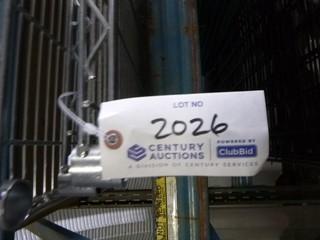 LOT NO
2026
CENTURY AUCTIONS
POWERED BY
ClubBid
A DIVISION OF CENTURY SERVICES